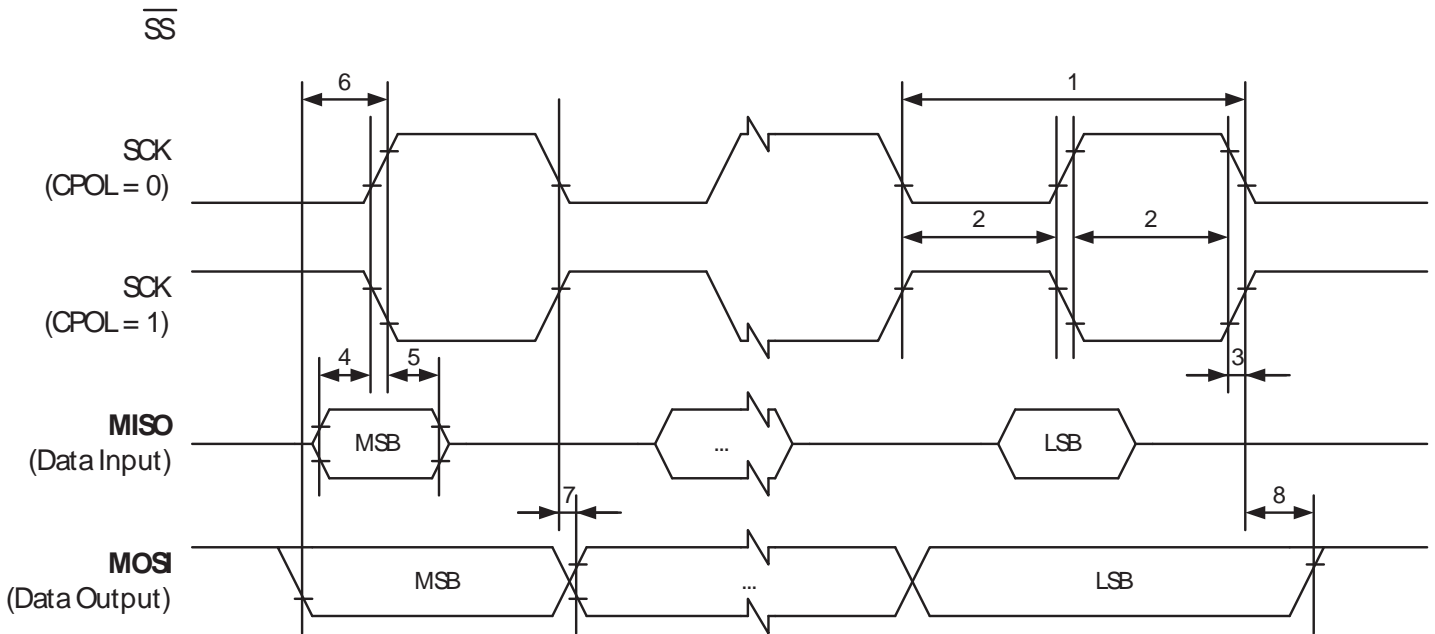 SS
6
1
SCK
(CPOL = 0)
2
2
SCK
(CPOL = 1)
4
5
3
MISO
(Data Input)
MSB
...
LSB
7
8
MOSI
(Data Output)
MSB
...
LSB